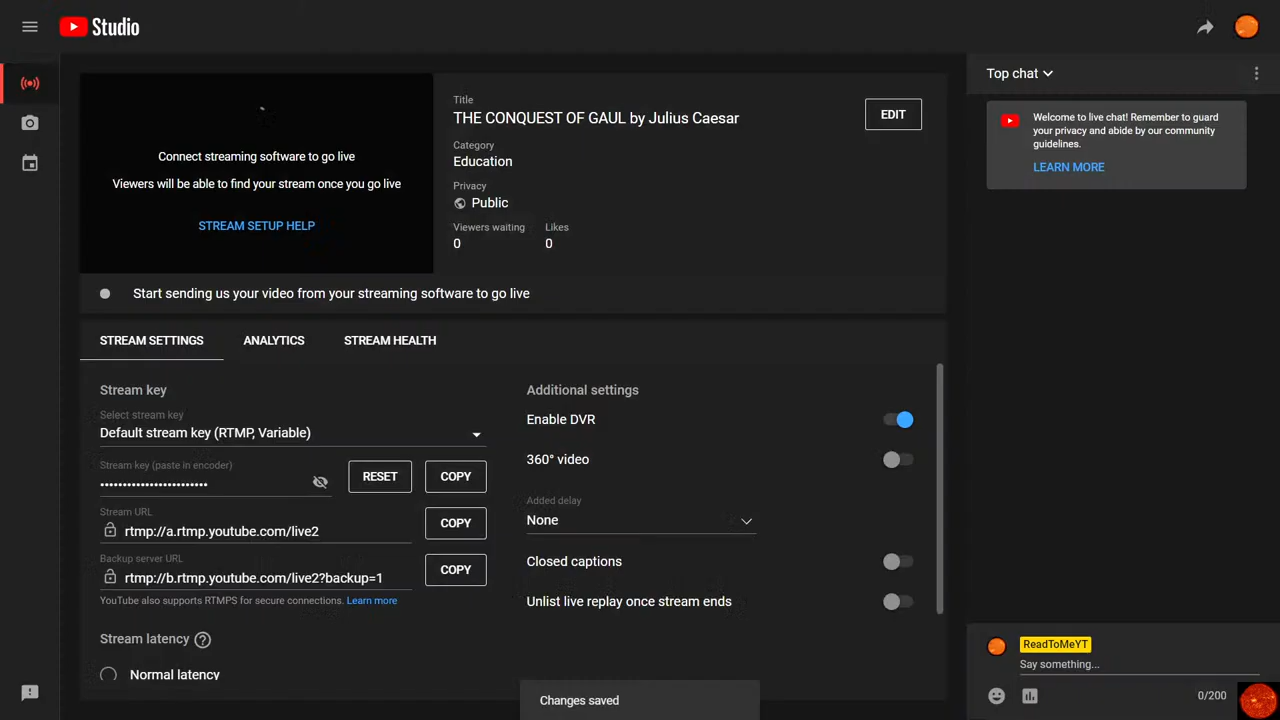 Studio
Top chat
Welcome to live chat! Remember to guard
your privacy and abide by our community
guidelines.
LEARN MORE
Connect streaming software to go live
Viewers will be able to find your stream once you go live
STREAM SETUP HELP
Title
THE CONQUEST OF GAUL by Julius Caesar
EDIT
Category
Education
Privacy
Public
Viewers waiting
Likes
0
0
Start sending us your video from your streaming software to go live
STREAM SETTINGS
ANALYTICS
STREAM HEALTH
Stream key
Select stream key
Default stream key (RTMP, Variable)
Stream key (paste in encoder)
••••••••••••••••••••••••
RESET
COPY
Stream URL
rtmp://a.rtmp.youtube.com/live2
COPY
Backup server URL
rtmp://b.rtmp.youtube.com/live2?backup=1
COPY
YouTube also supports RTMPS for secure connections. Learn more
Stream latency
Normal latency
Additional settings
Enable DVR
360° video
Added delay
None
Closed captions
Unlist live replay once stream ends
Changes saved
ReadToMeYT
Say something...
0/200